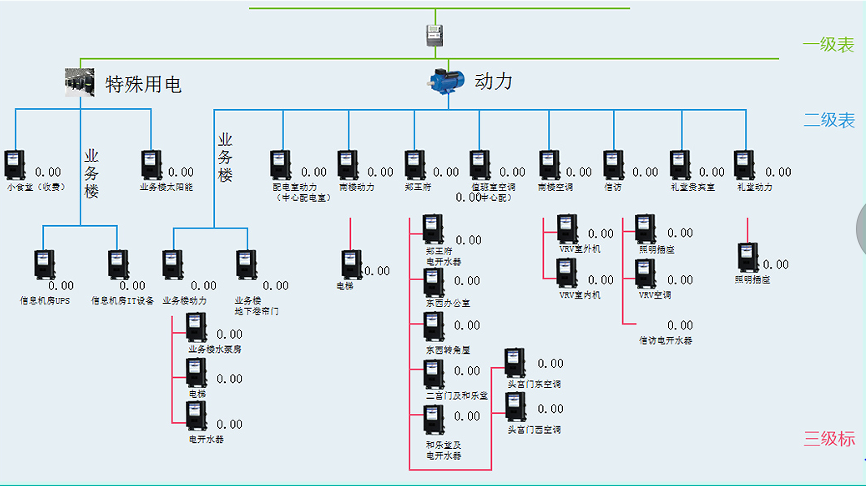 一级表
特殊用电
动力
二级表
业务楼
业务楼
0.00
0.00
0.00
0.00
0.00
0.00
0.00
0.00
0.00
0.00
小食堂（收费）
业务楼太阳能
配电室动力
（中心配电室）
南楼动力
郑王府
值班室空调
（中心配）
南楼空调
信访
礼堂贵宾室
礼堂动力
0.00
郑王府
电开水器
0.00
VRV室外机
0.00
照明插座
0.00
照明插座
0.00
信息机房UPS
0.00
信息机房IT设备
0.00
业务楼动力
0.00
业务楼
地下卷帘门
0.00
电梯
0.00
东西办公室
0.00
VRV室内机
0.00
VRV空调
0.00
业务楼水泵房
0.00
东西转角屋
0.00
信访电开水器
0.00
电梯
0.00
二宫门及和乐堂
0.00
头宫门东空调
0.00
电开水器
0.00
和乐堂及
电开水器
0.00
头宫门西空调
0.00
三级标